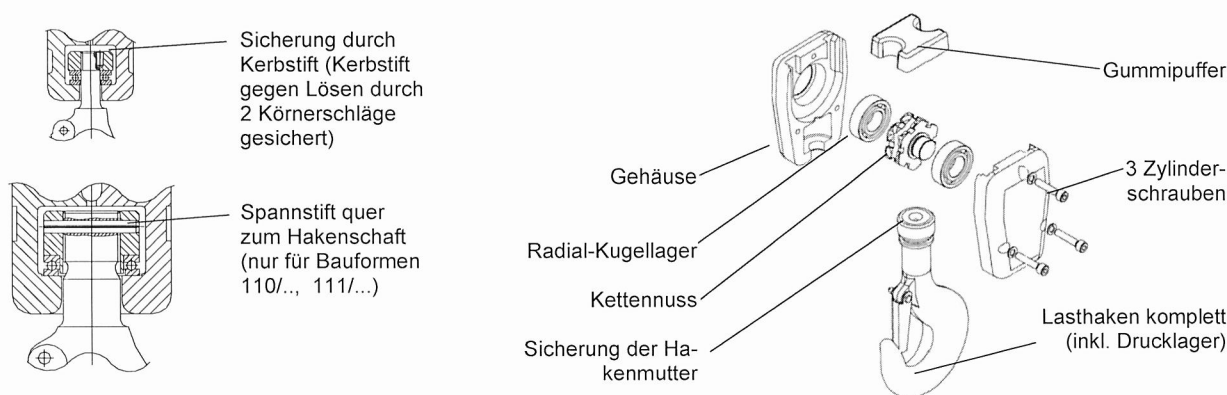 Sicherung durch
Kerbstift (Kerbstift
gegen Lösen durch
2 Körnerschläge
gesichert)
Spannstift quer
zum Hakenschaft
(nur für Bauformen
110/.., 111/...)
Gummipuffer
Gehäuse
3 Zylinder-
schrauben
Radial-Kugellager
Kettennuss
Sicherung der Ha-
kenmutter
Lasthaken komplett
(inkl. Drucklager)